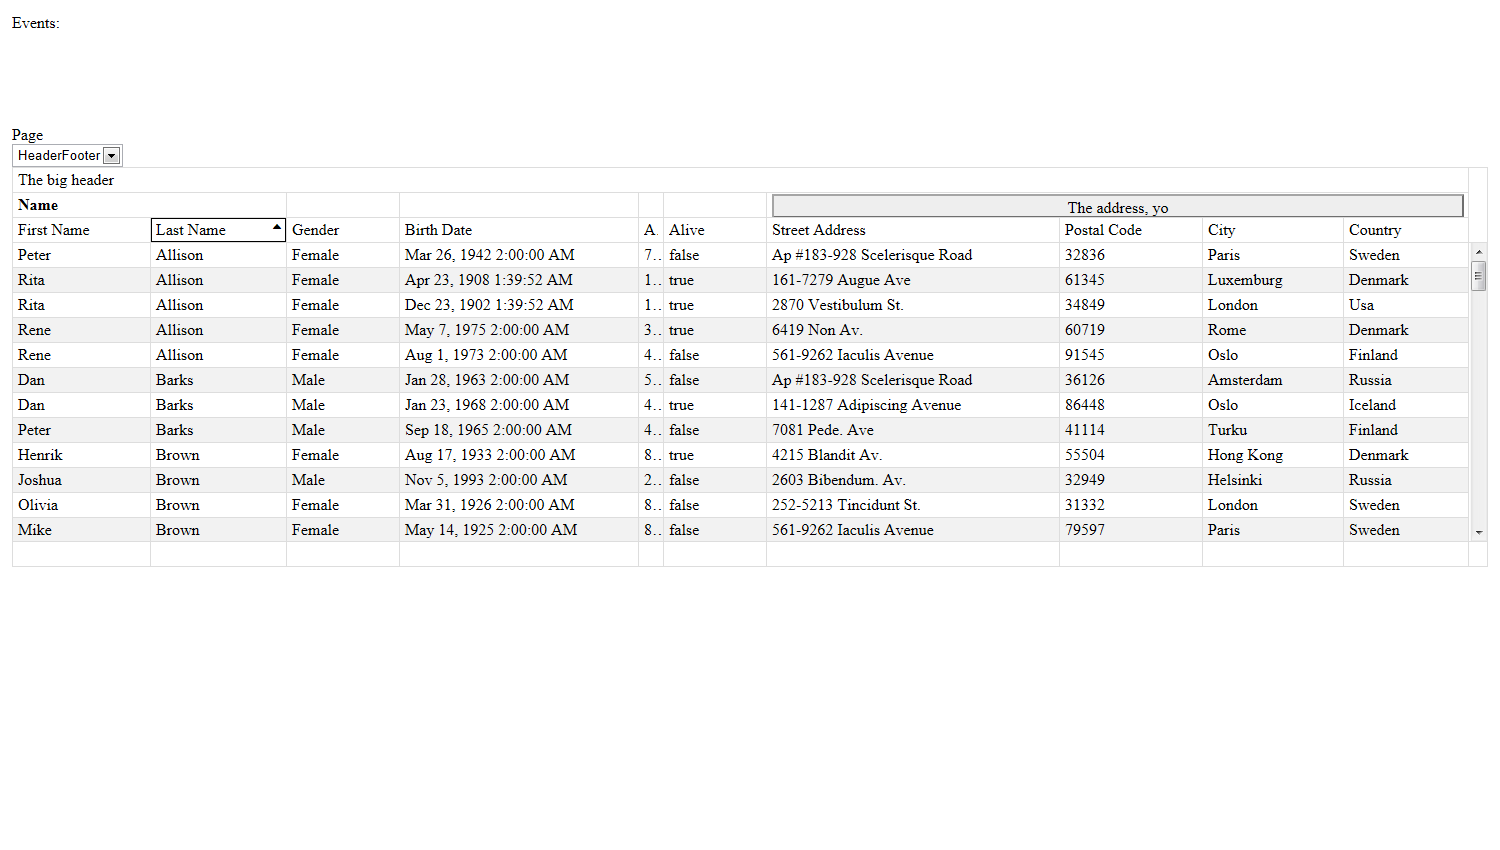 Events:
Page
HeaderFooter
The big header
Name The address, yo
First Name Last Name Gender Birth Date A. Alive Street Address Postal Code City Country
Peter Allison Female Mar 26, 1942 2:00:00 AM 7.. false Ap #183-928 Scelerisque Road 32836 Paris Sweden
Rita Allison Female Apr 23, 1908 1:39:52 AM 1.. true 161-7279 Augue Ave 61345 Luxemburg Denmark
Rita Allison Female Dec 23, 1902 1:39:52 AM 1.. true 2870 Vestibulum St. 34849 London Usa
Rene Allison Female May 7, 1975 2:00:00 AM 3.. true 6419 Non Av. 60719 Rome Denmark
Rene Allison Female Aug 1, 1973 2:00:00 AM 4.. false 561-9262 Iaculis Avenue 91545 Oslo Finland
Dan Barks Male Jan 28, 1963 2:00:00 AM 5.. false Ap #183-928 Scelerisque Road 36126 Amsterdam Russia
Dan Barks Male Jan 23, 1968 2:00:00 AM 4.. true 141-1287 Adipiscing Avenue 86448 Oslo Iceland
Peter Barks Male Sep 18, 1965 2:00:00 AM 4.. false 7081 Pede. Ave 41114 Turku Finland
Henrik Brown Female Aug 17, 1933 2:00:00 AM 8.. true 4215 Blandit Av. 55504 Hong Kong Denmark
Joshua Brown Male Nov 5, 1993 2:00:00 AM 2.. false 2603 Bibendum. Av. 32949 Helsinki Russia
Olivia Brown Female Mar 31, 1926 2:00:00 AM 8.. false 252-5213 Tincidunt St. 31332 London Sweden
Mike Brown Female May 14, 1925 2:00:00 AM 8.. false 561-9262 Iaculis Avenue 79597 Paris Sweden